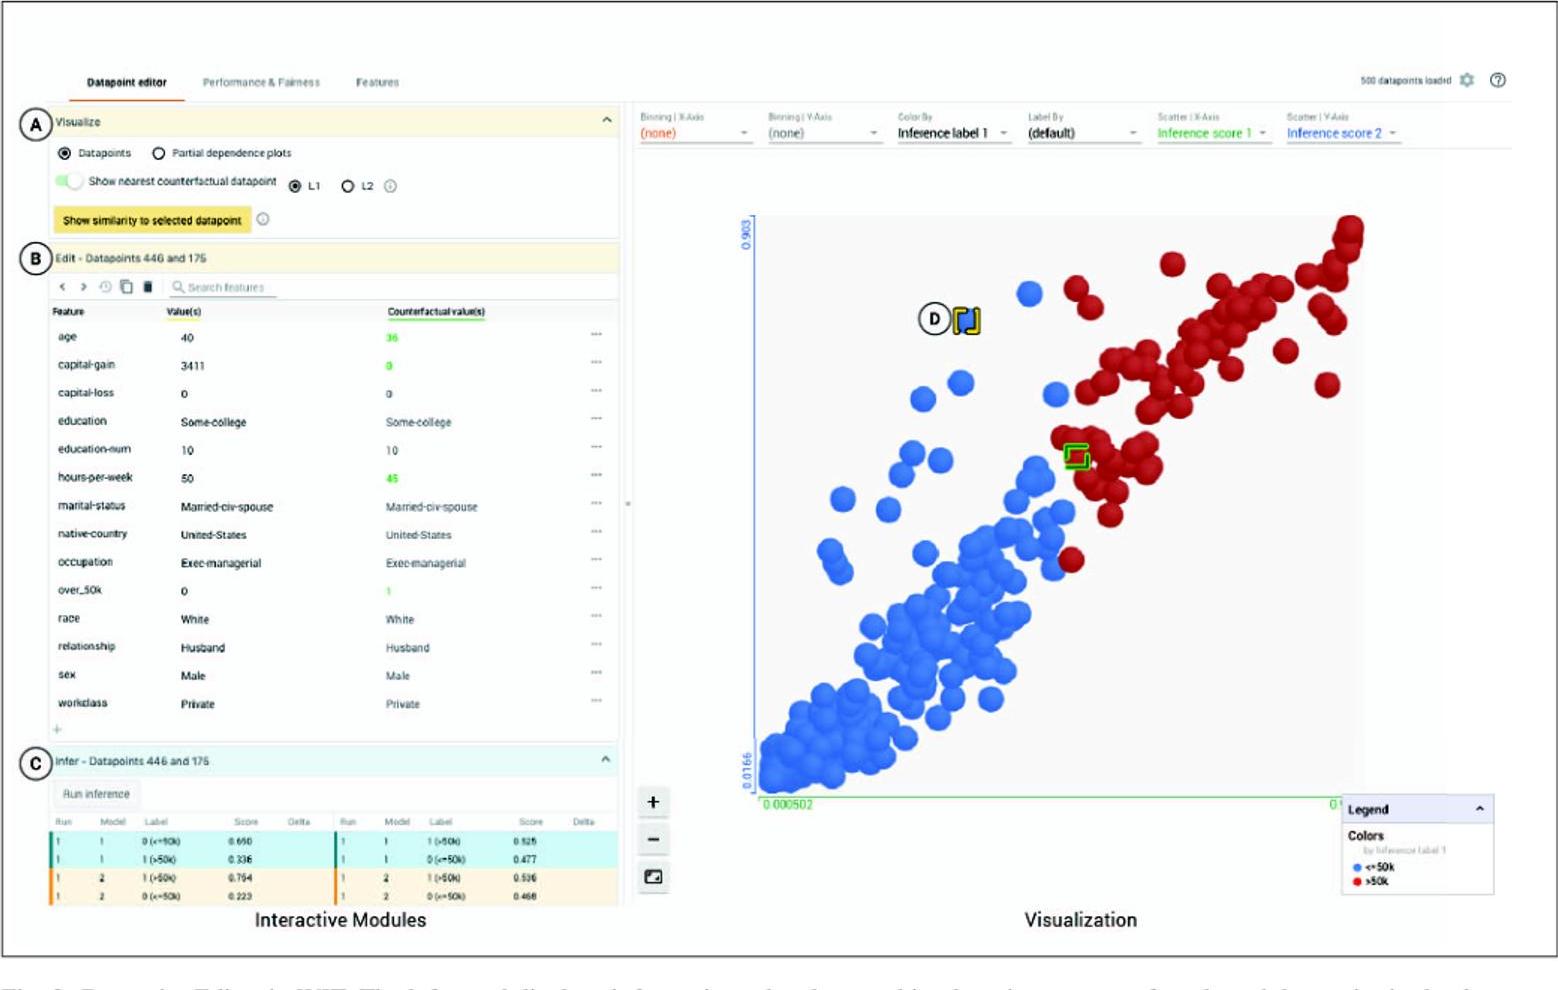 Datapoint editor Performance & Fairness Features 500 datapoints loaded
A Visualize
Datapoints Partial dependence plots
Show nearest counterfactual datapoint L1 L2
Show similarity to selected datapoint
B Edit - Datapoints 446 and 175
Search features
Feature Value(s) Counterfactual value(s)
age 40 36
capital-gain 3411 0
capital-loss 0 0
education Some-college Some-college
education-num 10 10
hours-per-week 50 45
marital-status Married-civ-spouse Married-civ-spouse
native-country United-States United-States
occupation Exec-managerial Exec-managerial
over_50k 0 1
race White White
relationship Husband Husband
sex Male Male
workclass Private Private
C Infer - Datapoints 446 and 175
Run inference
Run Model Label Score Delta Run Model Label Score Delta
1 1 0 (<=50k) 0.650 1 1 1 (>50k) 0.525
1 1 1 (>50k) 0.336 1 1 0 (<=50k) 0.477
1 2 1 (>50k) 0.754 1 2 1 (>50k) 0.536
1 2 0 (<=50k) 0.223 1 2 0 (<=50k) 0.468
Interactive Modules
Binning | X-Axis Binning | Y-Axis Color By Label By Scatter | X-Axis Scatter | Y-Axis
(none) (none) Inference label 1 (default) Inference score 1 Inference score 2
0.903
D
0.0166
0.000502
Legend
Colors
by Inference label 1
<=50k
>50k
Visualization